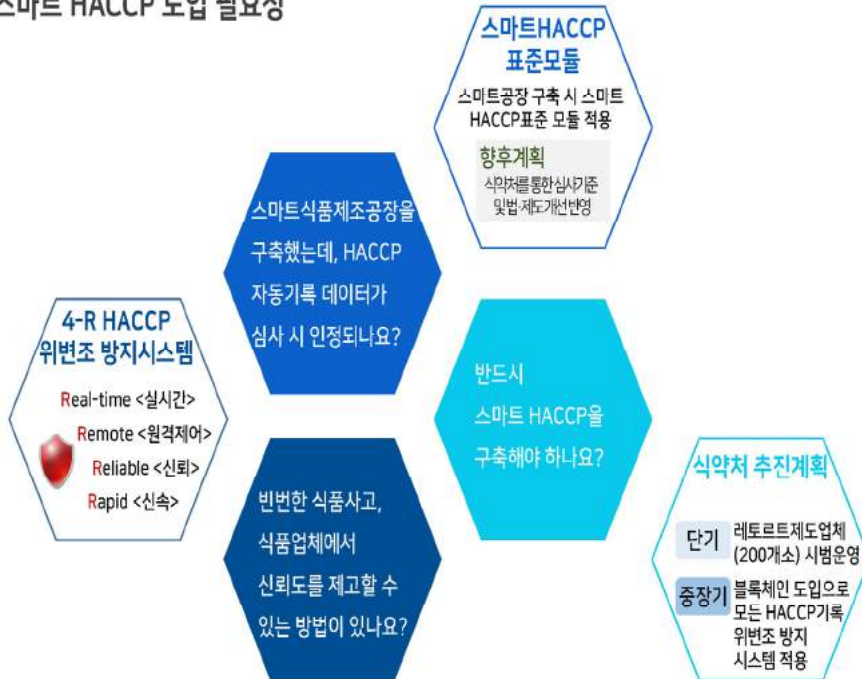 스마트 HACCP 도입 필요성
스마트HACCP
표준모듈
스마트공장 구축 시 스마트
HACCP표준 모듈 적용
향후계획
식약처를 통한 심사기준
및 법·제도개선 반영
스마트식품제조공장을
구축했는데, HACCP
자동기록 데이터가
심사 시 인정되나요?
4-R HACCP
위변조 방지시스템
Real-time <실시간>
Remote <원격제어>
Reliable <신뢰>
Rapid <신속>
반드시
스마트 HACCP을
구축해야 하나요?
빈번한 식품사고,
식품업체에서
신뢰도를 제고할 수
있는 방법이 있나요?
식약처 추진계획
단기
레토르트제도업체
(200개소) 시범운영
중장기
블록체인 도입으로
모든 HACCP기록
위변조 방지
시스템 적용